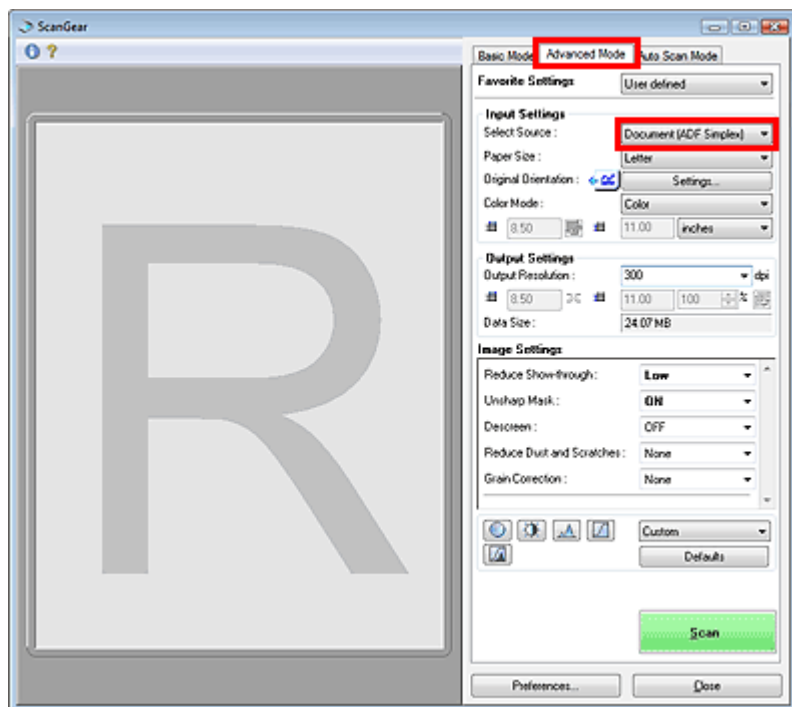 ScanGear
Basic Mode Advanced Mode Auto Scan Mode
Favorite Settings User defined
Input Settings
Select Source : Document (ADF Simplex)
Paper Size : Letter
Original Orientation : Settings...
Color Mode : Color
8.50 11.00 inches
Output Settings
Output Resolution : 300 dpi
8.50 11.00 100 %
Data Size : 24.07 MB
Image Settings
Reduce Show-through : Low
Unsharp Mask : ON
Descreen : OFF
Reduce Dust and Scratches : None
Grain Correction : None
Custom
Defaults
Scan
Preferences... Close
R